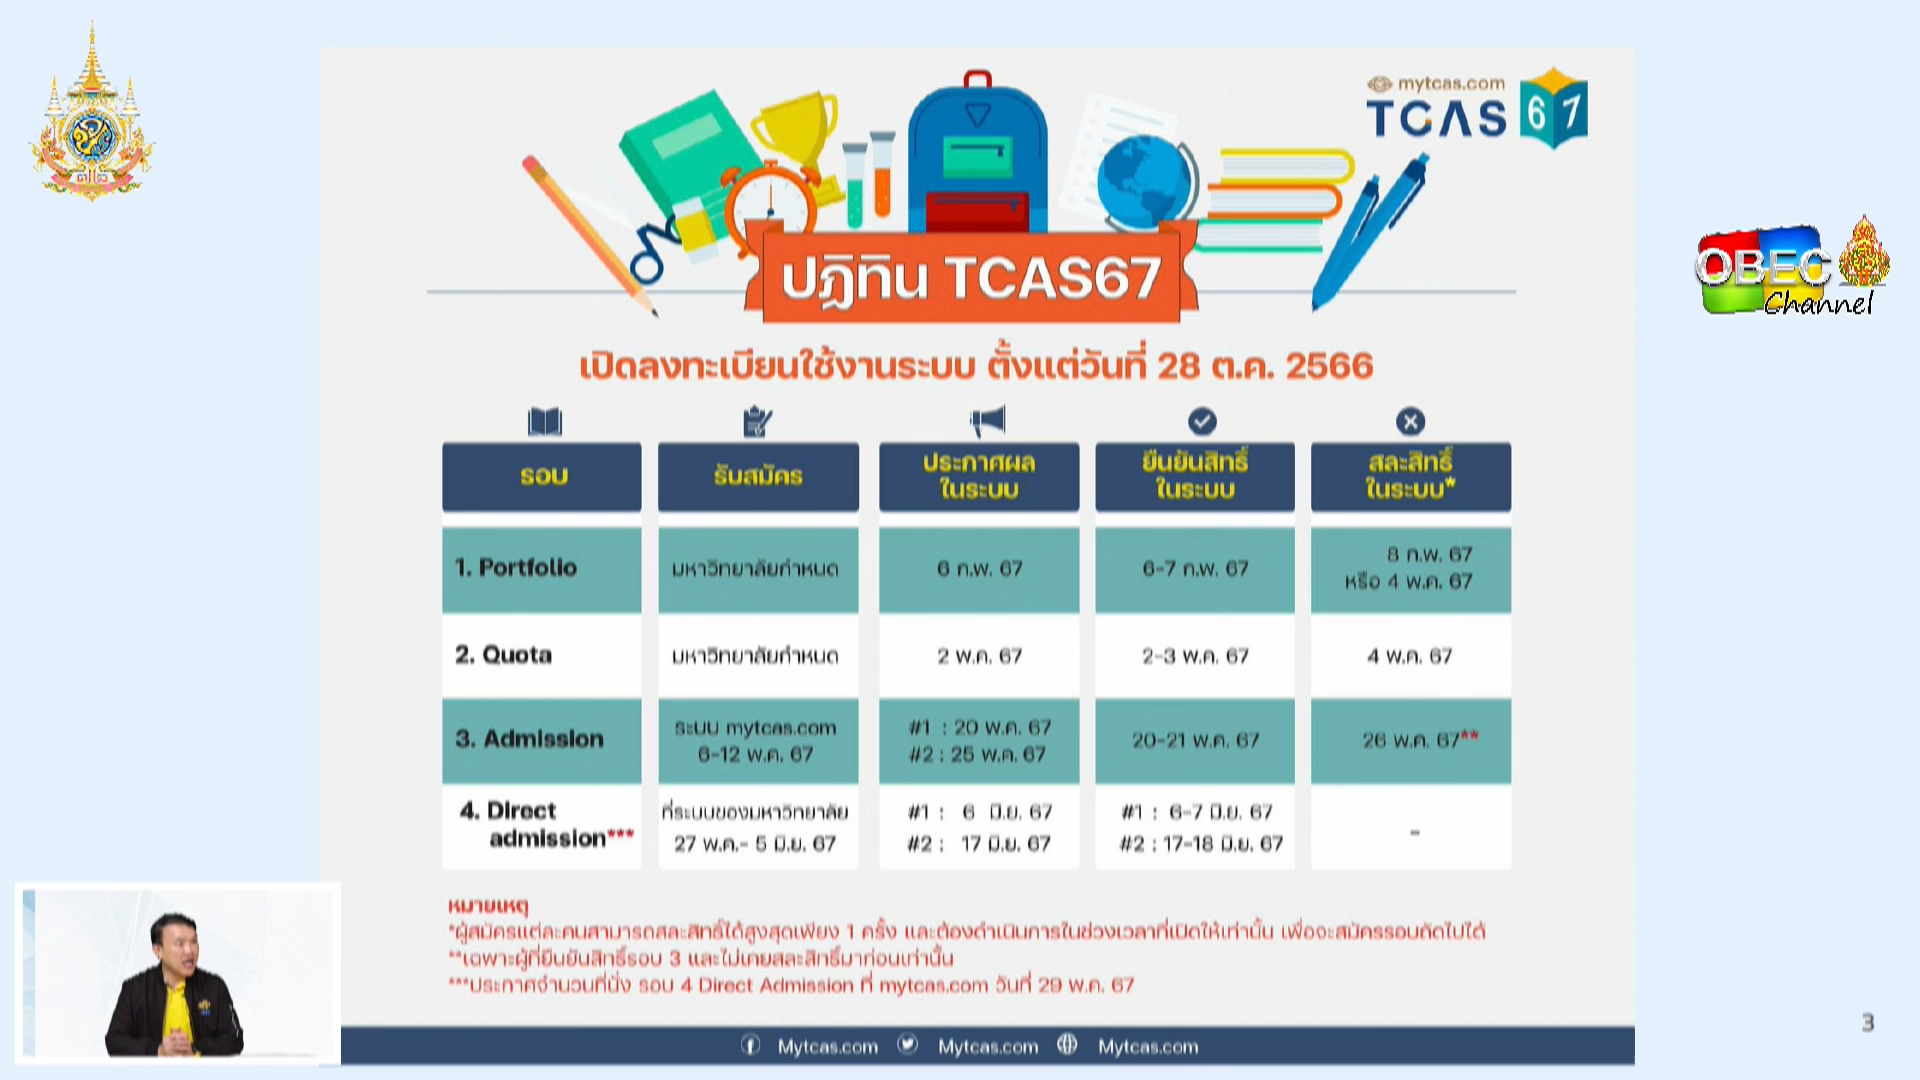 mytcas.com
TCAS 67
OBEC
Channel
ปฏิทิน TCAS67
เปิดลงทะเบียนใช้งานระบบ ตั้งแต่วันที่ 28 ต.ค. 2566
รอบ รับสมัคร ประกาศผล ยืนยันสิทธิ์ สละสิทธิ์
ในระบบ ในระบบ ในระบบ*
1. Portfolio มหาวิทยาลัยกำหนด 6 ก.พ. 67 6-7 ก.พ. 67 8 ก.พ. 67
หรือ 4 พ.ค. 67
2. Quota มหาวิทยาลัยกำหนด 2 พ.ค. 67 2-3 พ.ค. 67 4 พ.ค. 67
3. Admission ระบบ mytcas.com #1 : 20 พ.ค. 67 20-21 พ.ค. 67 26 พ.ค. 67**
6-12 พ.ค. 67 #2 : 25 พ.ค. 67
4. Direct ที่ระบบของมหาวิทยาลัย #1 : 6 มิ.ย. 67 #1 : 6-7 มิ.ย. 67 -
admission*** 27 พ.ค.- 5 มิ.ย. 67 #2 : 17 มิ.ย. 67 #2 : 17-18 มิ.ย. 67
หมายเหตุ
*ผู้สมัครแต่ละคนสามารถสละสิทธิ์ได้สูงสุดเพียง 1 ครั้ง และต้องดำเนินการในช่วงเวลาที่เปิดให้เท่านั้น เพื่อจะสมัครรอบถัดไปได้
**เฉพาะผู้ที่ยืนยันสิทธิ์รอบ 3 และไม่เคยสละสิทธิ์มาก่อนเท่านั้น
***ประกาศจำนวนที่นั่ง รอบ 4 Direct Admission ที่ mytcas.com วันที่ 29 พ.ค. 67
Mytcas.com Mytcas.com Mytcas.com
3